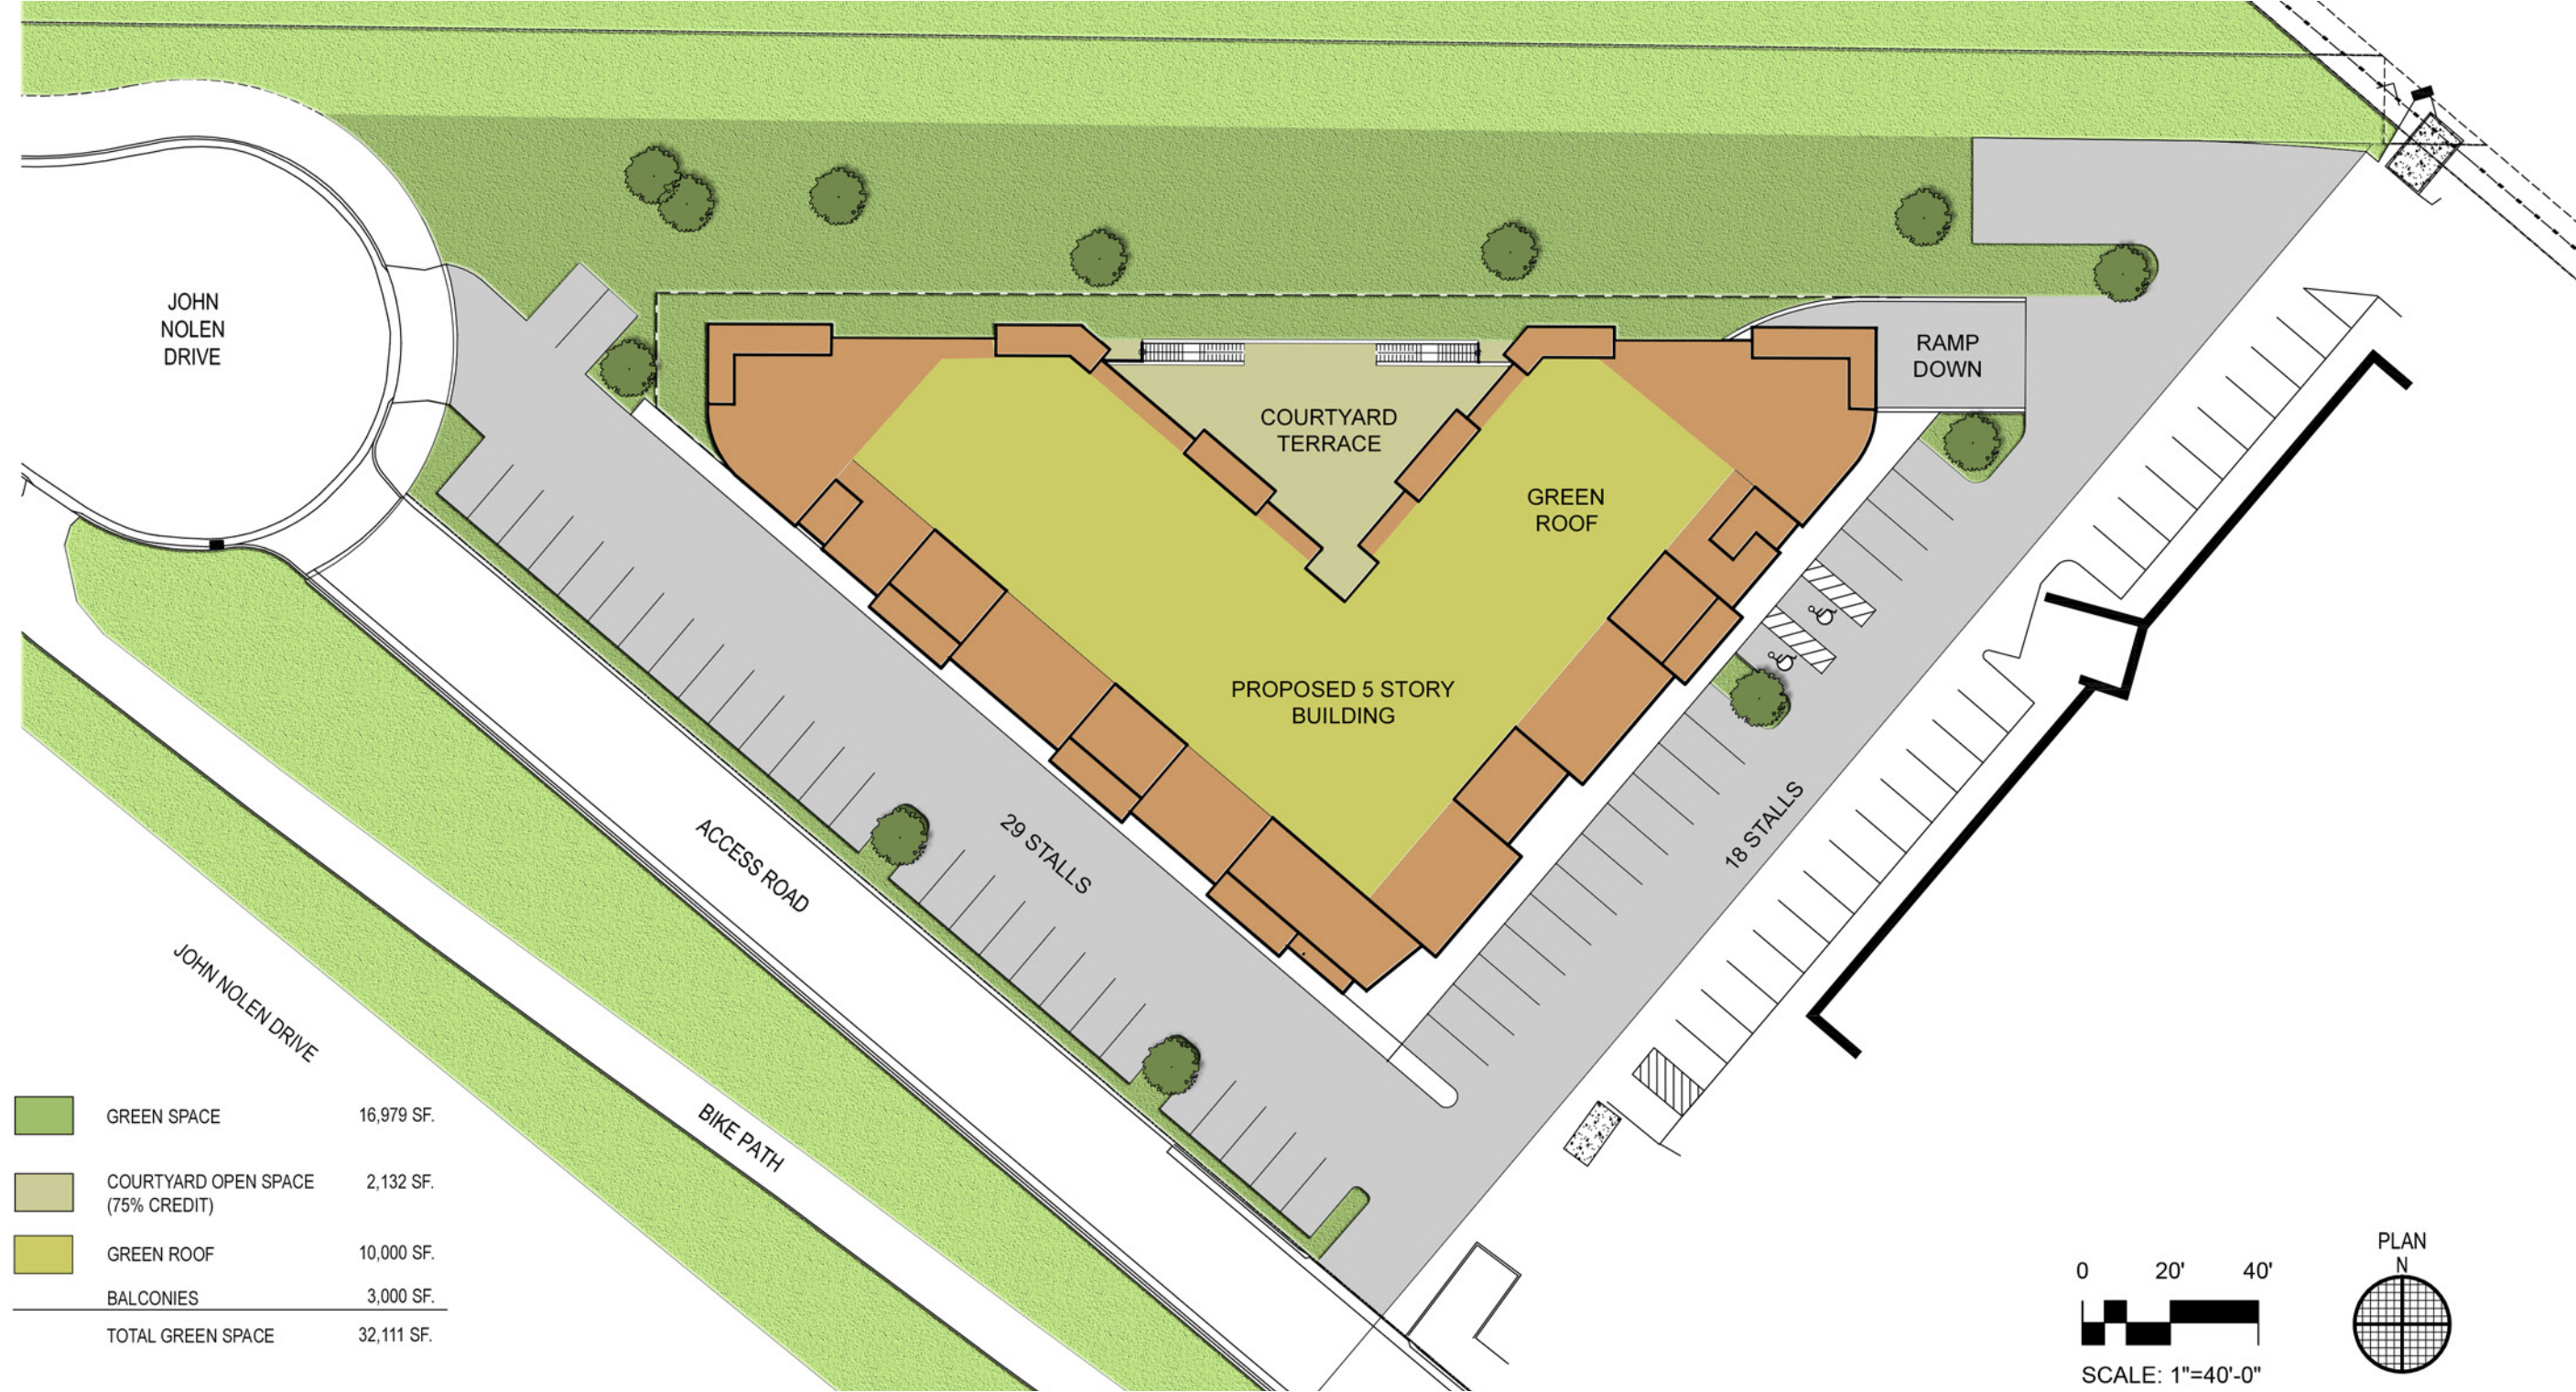 JOHN
NOLEN
DRIVE
RAMP
DOWN
COURTYARD
TERRACE
GREEN
ROOF
PROPOSED 5 STORY
BUILDING
29 STALLS
18 STALLS
ACCESS ROAD
JOHN NOLEN DRIVE
BIKE PATH
GREEN SPACE 16,979 SF.
COURTYARD OPEN SPACE 2,132 SF.
(75% CREDIT)
GREEN ROOF 10,000 SF.
BALCONIES 3,000 SF.
TOTAL GREEN SPACE 32,111 SF.
0 20' 40'
SCALE: 1"=40'-0"
PLAN
N